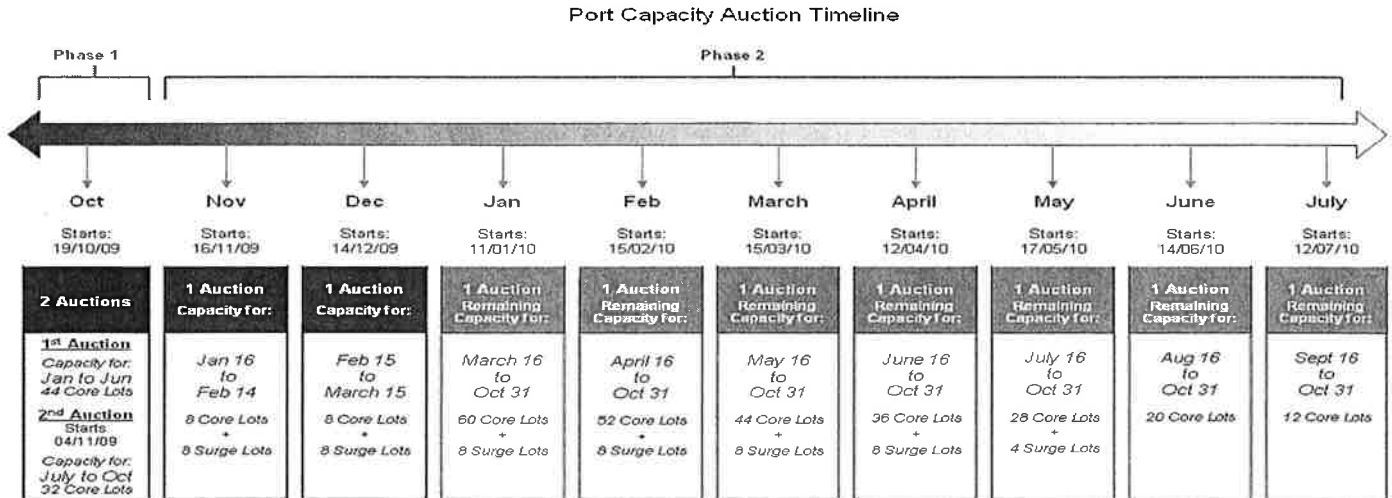 Port Capacity Auction Timeline
Phase 1
Phase 2
Oct
Starts:
19/10/09
2 Auctions
1st Auction
Capacity for:
Jan to Jun
44 Core Lots
2nd Auction
Starts
04/11/09
Capacity for:
July to Oct
32 Core Lots
Nov
Starts:
16/11/09
1 Auction
Capacity for:
Jan 16
to
Feb 14
8 Core Lots
+
8 Surge Lots
Dec
Starts:
14/12/09
1 Auction
Capacity for:
Feb 15
to
March 15
8 Core Lots
+
8 Surge Lots
Jan
Starts:
11/01/10
1 Auction
Remaining
Capacity for:
March 16
to
Oct 31
60 Core Lots
+
8 Surge Lots
Feb
Starts:
15/02/10
1 Auction
Remaining
Capacity for:
April 16
to
Oct 31
52 Core Lots
+
8 Surge Lots
March
Starts:
15/03/10
1 Auction
Remaining
Capacity for:
May 16
to
Oct 31
44 Core Lots
+
8 Surge Lots
April
Starts:
12/04/10
1 Auction
Remaining
Capacity for:
June 16
to
Oct 31
36 Core Lots
+
8 Surge Lots
May
Starts:
17/05/10
1 Auction
Remaining
Capacity for:
July 16
to
Oct 31
28 Core Lots
+
4 Surge Lots
June
Starts:
14/06/10
1 Auction
Remaining
Capacity for:
Aug 16
to
Oct 31
20 Core Lots
July
Starts:
12/07/10
1 Auction
Remaining
Capacity for:
Sept 16
to
Oct 31
12 Core Lots